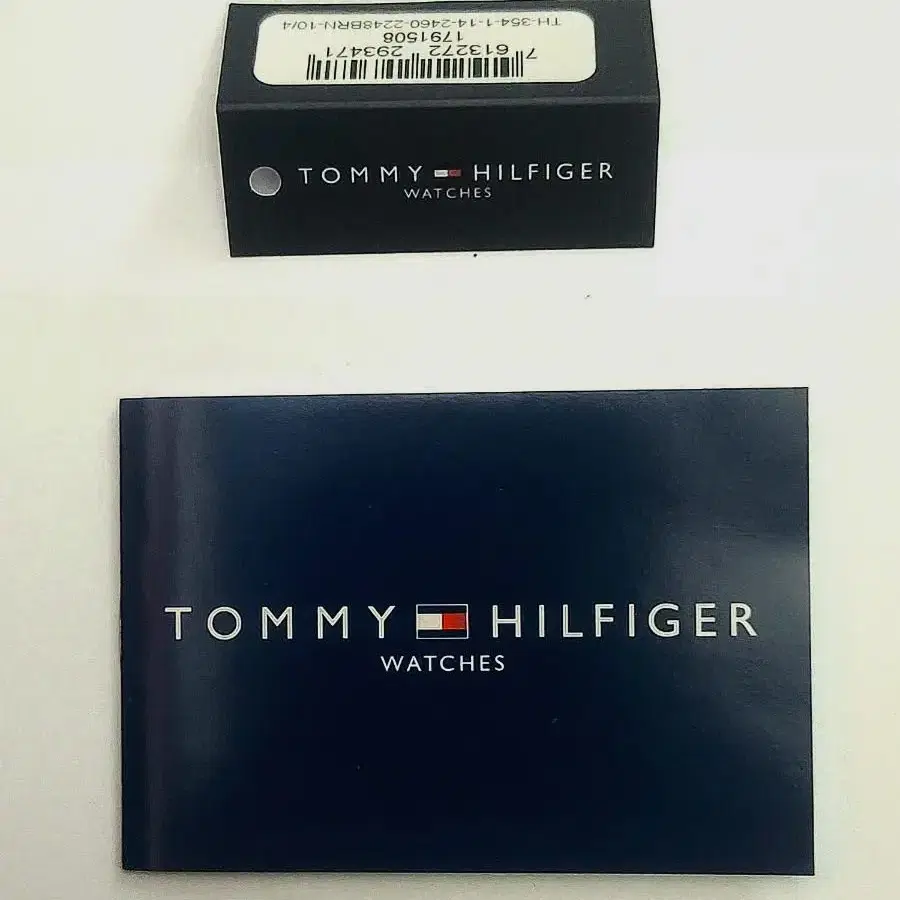 TH-354-1-14-2460-2248BRN-10/4
1791508
7 613272 293471
TOMMY HILFIGER
WATCHES
TOMMY HILFIGER
WATCHES